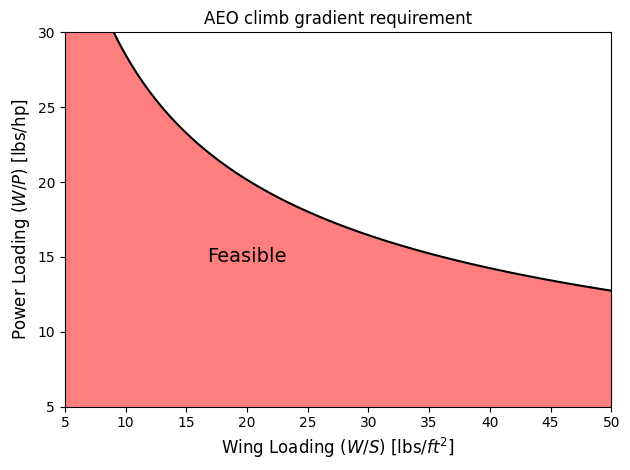 AEO climb gradient requirement
30
25
20
15
10
5
Power Loading (W/P) [lbs/hp]
Feasible
5 10 15 20 25 30 35 40 45 50
Wing Loading (W/S) [lbs/ft²]